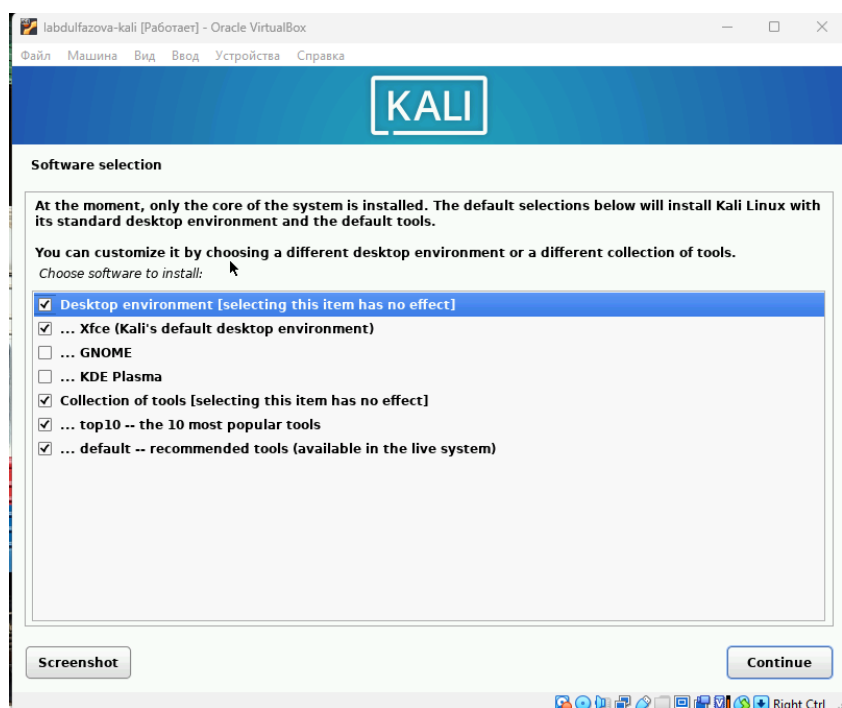 labdulfazova-kali [Работает] - Oracle VirtualBox
Файл Машина Вид Ввод Устройства Справка
KALI
Software selection
At the moment, only the core of the system is installed. The default selections below will install Kali Linux with
its standard desktop environment and the default tools.
You can customize it by choosing a different desktop environment or a different collection of tools.
Choose software to install:
Desktop environment [selecting this item has no effect]
... Xfce (Kali's default desktop environment)
... GNOME
... KDE Plasma
Collection of tools [selecting this item has no effect]
... top10 -- the 10 most popular tools
... default -- recommended tools (available in the live system)
Screenshot
Continue
Right Ctrl